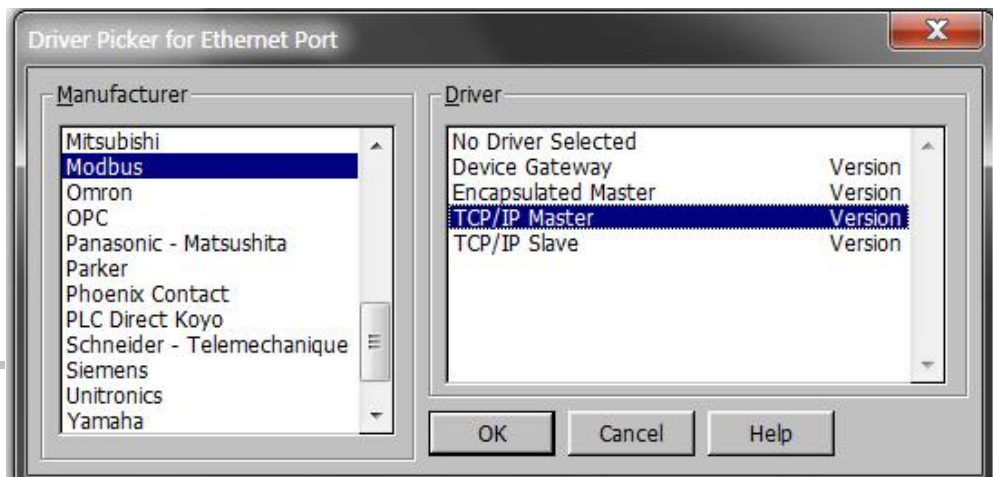 Driver Picker for Ethernet Port
Manufacturer
Mitsubishi
Modbus
Omron
OPC
Panasonic - Matsushita
Parker
Phoenix Contact
PLC Direct Koyo
Schneider - Telemechanique
Siemens
Unitronics
Yamaha
Driver
No Driver Selected
Device Gateway Version
Encapsulated Master Version
TCP/IP Master Version
TCP/IP Slave Version
OK Cancel Help